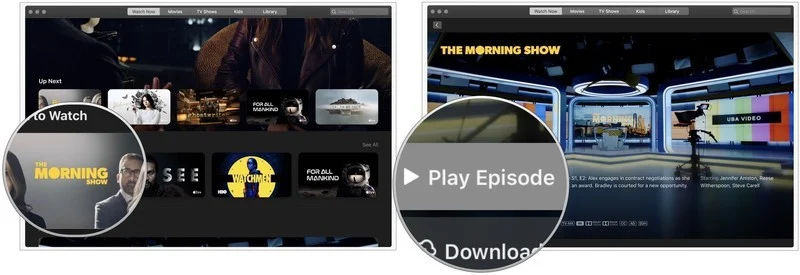 Watch Now
Movies
TV Shows
Kids
Library
Search
Up Next
ghostwriter
FOR ALL
MANKIND
to Watch
See All
THE
MORNING
SHOW
SEE
HBO
WATCHMEN
FOR ALL
MANKIND
Watch Now
Movies
TV Shows
Kids
Library
Search
THE MORNING SHOW
UBA VIDEO
Play Episode
S1, E2: Alex engages in contract negotiations as she
an award. Bradley is courted for a new opportunity.
Starring Jennifer Aniston, Reese
Witherspoon, Steve Carell
Download